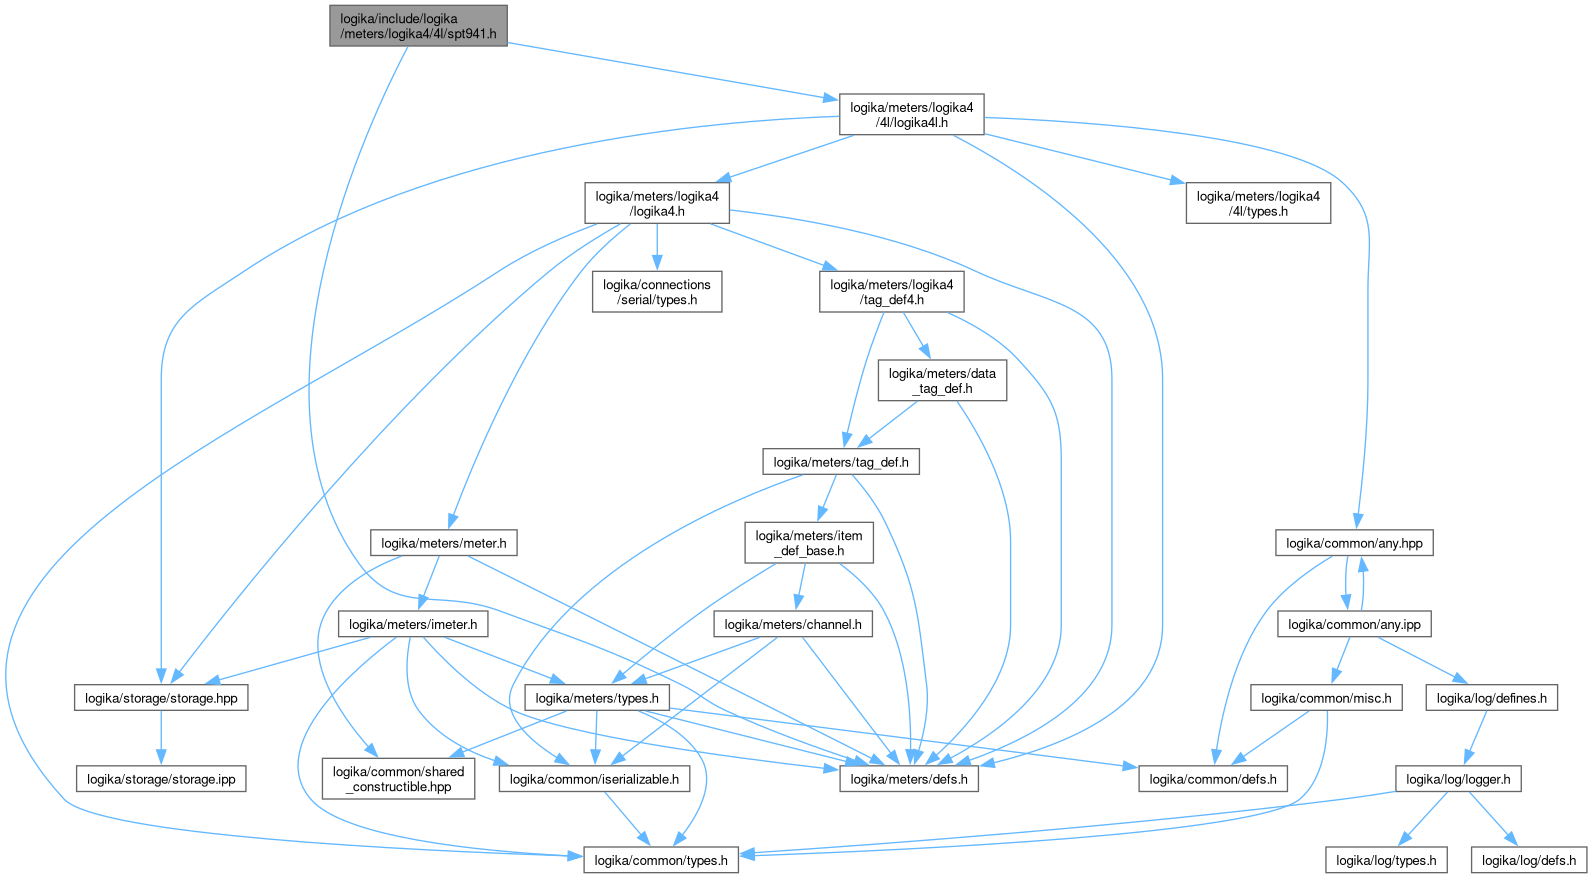 logika/include/logika
/meters/logika4/4l/spt941.h
logika/meters/logika4
/4l/logika4l.h
logika/meters/logika4
/logika4.h
logika/meters/logika4
/4l/types.h
logika/connections
/serial/types.h
logika/meters/logika4
/tag_def4.h
logika/meters/data
_tag_def.h
logika/meters/tag_def.h
logika/meters/meter.h
logika/meters/item
_def_base.h
logika/common/any.hpp
logika/meters/imeter.h
logika/meters/channel.h
logika/common/any.ipp
logika/storage/storage.hpp
logika/meters/types.h
logika/common/misc.h
logika/log/defines.h
logika/storage/storage.ipp
logika/common/shared
_constructible.hpp
logika/common/iserializable.h
logika/meters/defs.h
logika/common/defs.h
logika/log/logger.h
logika/common/types.h
logika/log/types.h
logika/log/defs.h